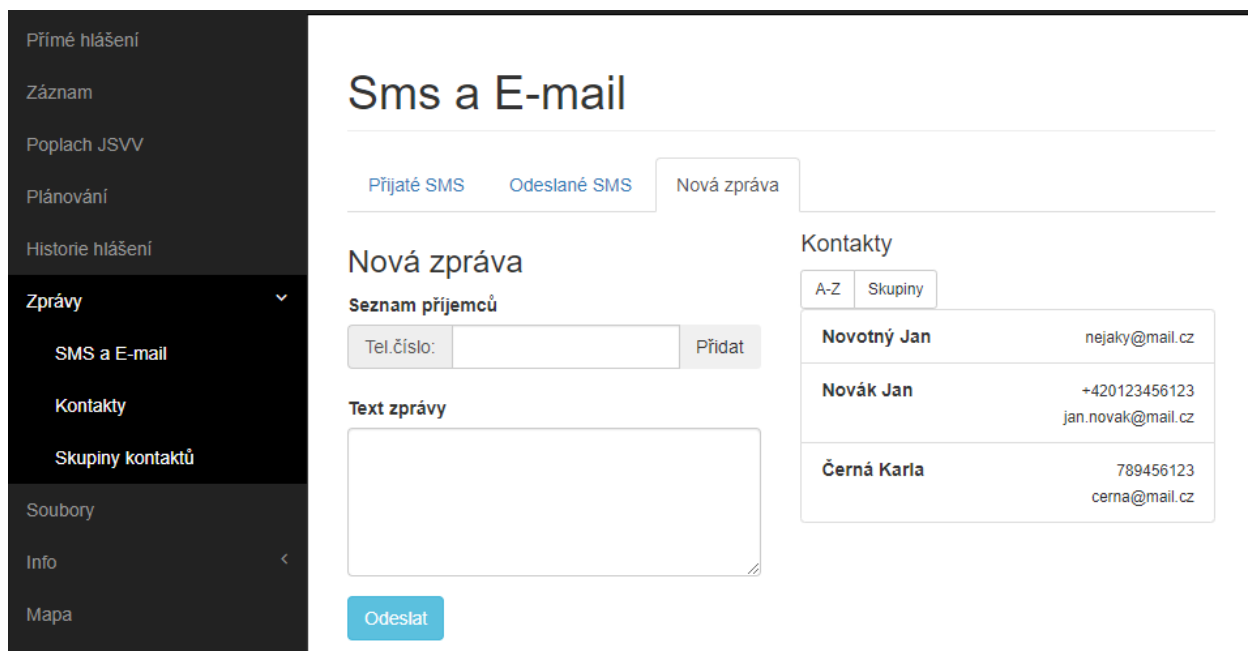 Přímé hlášení
Záznam
Poplach JSVV
Plánování
Historie hlášení
Zprávy
SMS a E-mail
Kontakty
Skupiny kontaktů
Soubory
Info
Mapa
Sms a E-mail
Přijaté SMS
Odeslané SMS
Nová zpráva
Nová zpráva
Seznam příjemců
Tel.číslo:
Přidat
Text zprávy
Odeslat
Kontakty
A-Z
Skupiny
Novotný Jan
nejaky@mail.cz
Novák Jan
+420123456123
jan.novak@mail.cz
Černá Karla
789456123
cerna@mail.cz